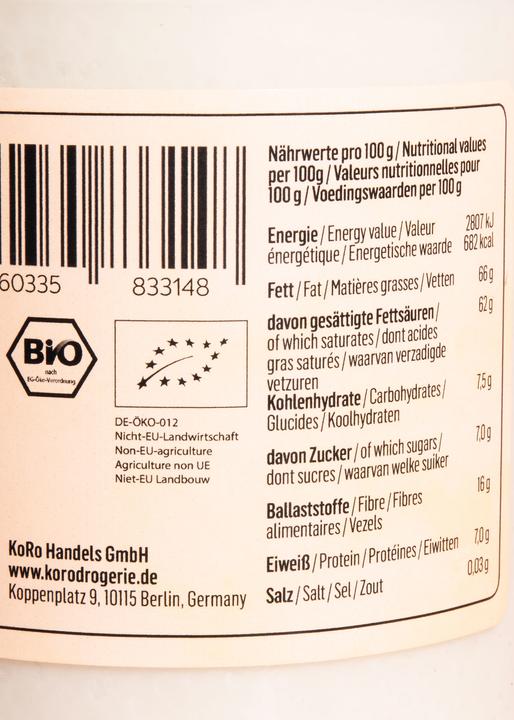 60335 833148
BIO
nach
EG-Öko-Verordnung
DE-ÖKO-012
Nicht-EU-Landwirtschaft
Non-EU-agriculture
Agriculture non UE
Niet-EU Landbouw
KoRo Handels GmbH
www.korodrogerie.de
Koppenplatz 9, 10115 Berlin, Germany
Nährwerte pro 100 g / Nutritional values
per 100g / Valeurs nutritionnelles pour
100 g / Voedingswaarden per 100 g
Energie / Energy value / Valeur 2807 kJ
énergétique / Energetische waarde 682 kcal
Fett / Fat / Matières grasses / Vetten 66 g
davon gesättigte Fettsäuren / 62 g
of which saturates / dont acides
gras saturés / waarvan verzadigde
vetzuren
Kohlenhydrate / Carbohydrates / 7,5 g
Glucides / Koolhydraten
davon Zucker / of which sugars / 7,0 g
dont sucres / waarvan welke suiker
Ballaststoffe / Fibre / Fibres 16 g
alimentaires / Vezels
Eiweiß / Protein / Protéines / Eiwitten 7,0 g
Salz / Salt / Sel / Zout 0,03 g